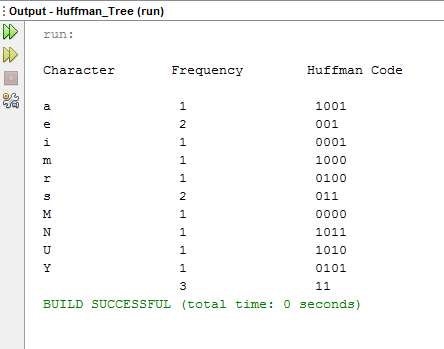 Output - Huffman_Tree (run)
run:
Character Frequency Huffman Code
a 1 1001
e 2 001
i 1 0001
m 1 1000
r 1 0100
s 2 011
M 1 0000
N 1 1011
U 1 1010
Y 1 0101
3 11
BUILD SUCCESSFUL (total time: 0 seconds)